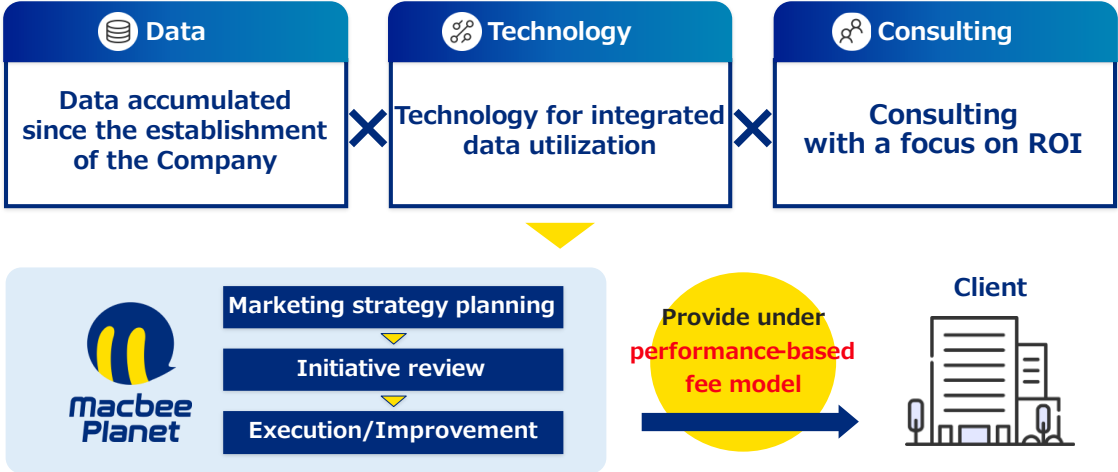 Data
Data accumulated
since the establishment
of the Company
Technology
Technology for integrated
data utilization
Consulting
Consulting
with a focus on ROI
macbee
Planet
Marketing strategy planning
Initiative review
Execution/Improvement
Provide under
performance-based
fee model
Client